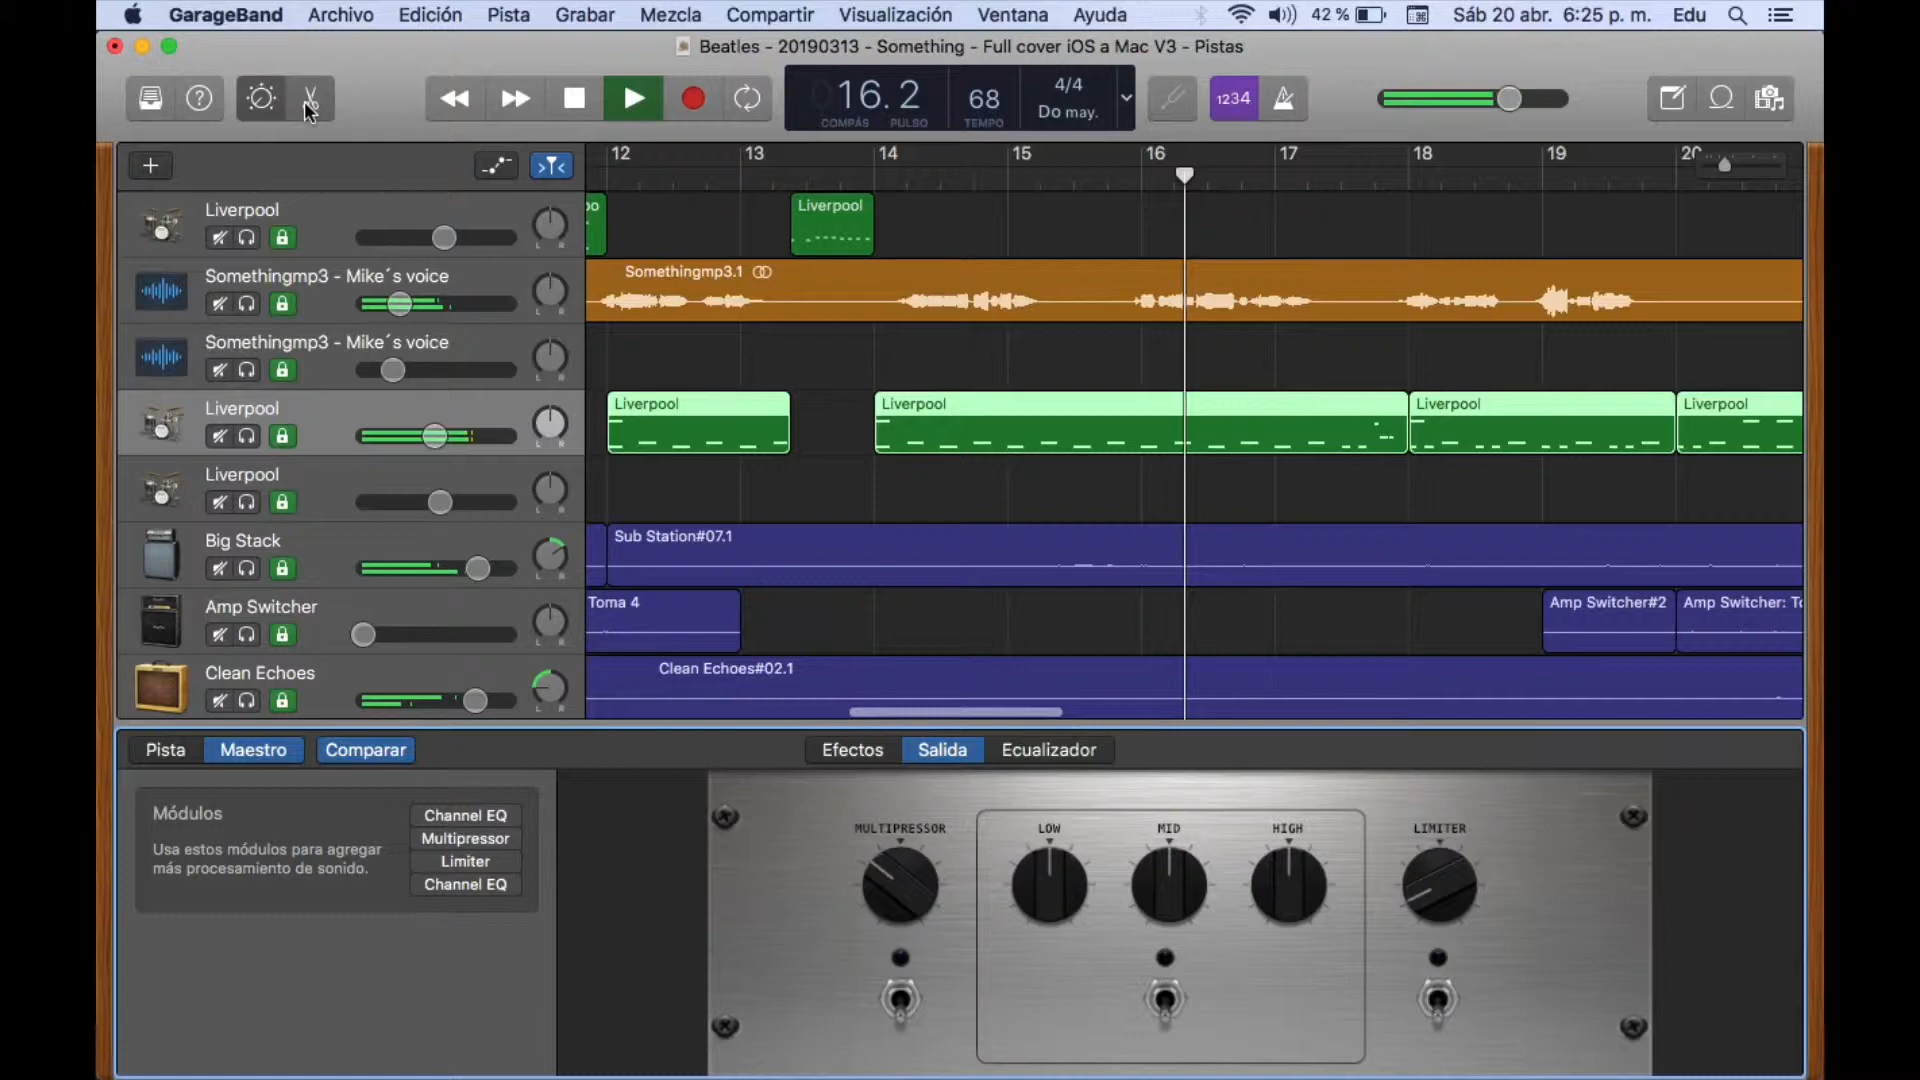 GarageBand Archivo Edición Pista Grabar Mezcla Compartir Visualización Ventana Ayuda 42 % Sáb 20 abr. 6:25 p. m. Edu
Beatles - 20190313 - Something - Full cover iOS a Mac V3 - Pistas
16. 2 68 4/4
Do may.
COMPÁS PULSO TEMPO
1234
12 13 14 15 16 17 18 19
Liverpool
Liverpool
Somethingmp3 - Mike´s voice
Somethingmp3.1
Somethingmp3 - Mike´s voice
Liverpool
Liverpool Liverpool Liverpool Liverpool
Liverpool
Big Stack
Sub Station#07.1
Amp Switcher
Toma 4 Amp Switcher#2 Amp Switcher:
Clean Echoes
Clean Echoes#02.1
L R
L R
L R
L R
L R
L R
L R
L R
Pista Maestro Comparar Efectos Salida Ecualizador
Módulos
Usa estos módulos para agregar
más procesamiento de sonido.
Channel EQ
Multipressor
Limiter
Channel EQ
MULTIPRESSOR LOW MID HIGH LIMITER